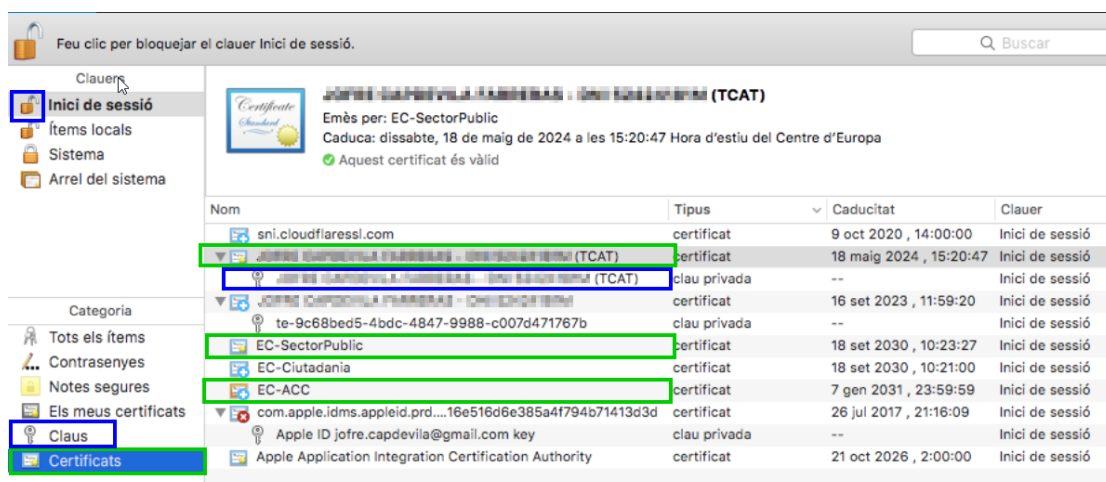 Feu clic per bloquejar el clauer Inici de sessió.
Buscar
Clauers
Inici de sessió
Ítems locals
Sistema
Arrel del sistema
Certificate
Standard
(TCAT)
Emès per: EC-SectorPublic
Caduca: dissabte, 18 de maig de 2024 a les 15:20:47 Hora d'estiu del Centre d'Europa
Aquest certificat és vàlid
Nom Tipus Caducitat Clauer
sni.cloudflaressl.com certificat 9 oct 2020 , 14:00:00 Inici de sessió
(TCAT) certificat 18 maig 2024 , 15:20:47 Inici de sessió
(TCAT) clau privada -- Inici de sessió
certificat 16 set 2023 , 11:59:20 Inici de sessió
te-9c68bed5-4bdc-4847-9988-c007d471767b clau privada -- Inici de sessió
EC-SectorPublic certificat 18 set 2030 , 10:23:27 Inici de sessió
EC-Ciutadania certificat 18 set 2030 , 10:21:00 Inici de sessió
EC-ACC certificat 7 gen 2031 , 23:59:59 Inici de sessió
com.apple.idms.appleid.prd....16e516d6e385a4f794b71413d3d certificat 26 jul 2017 , 21:16:09 Inici de sessió
Apple ID jofre.capdevila@gmail.com key clau privada -- Inici de sessió
Apple Application Integration Certification Authority certificat 21 oct 2026 , 2:00:00 Inici de sessió
Categoria
Tots els ítems
Contrasenyes
Notes segures
Els meus certificats
Claus
Certificats